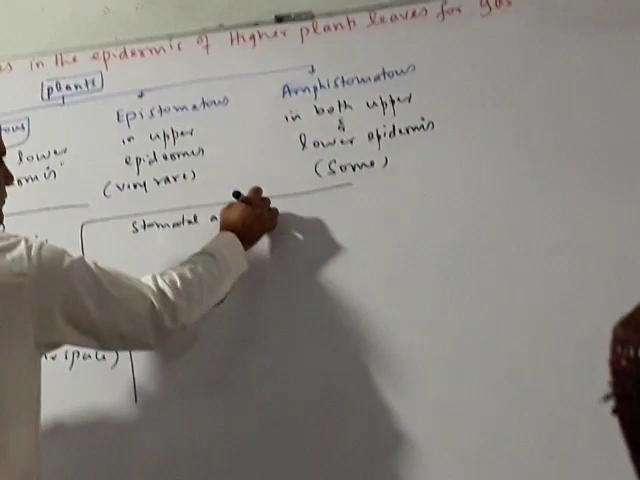 in the epidermis of Higher plant leaves for gas
Plants
Epistomatous
in upper
epidermis
(very rare)
Amphistomatous
in both upper
&
lower epidermis
(Some)
lower
Stomatal